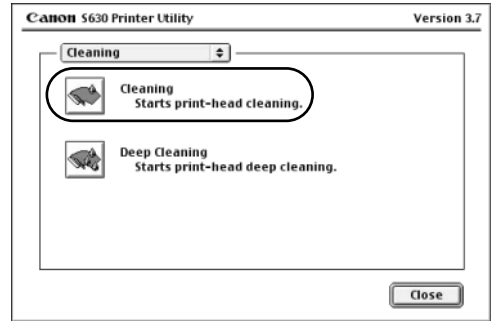 Canon S630 Printer Utility Version 3.7
Cleaning
Cleaning
Starts print-head cleaning.
Deep Cleaning
Starts print-head deep cleaning.
Close